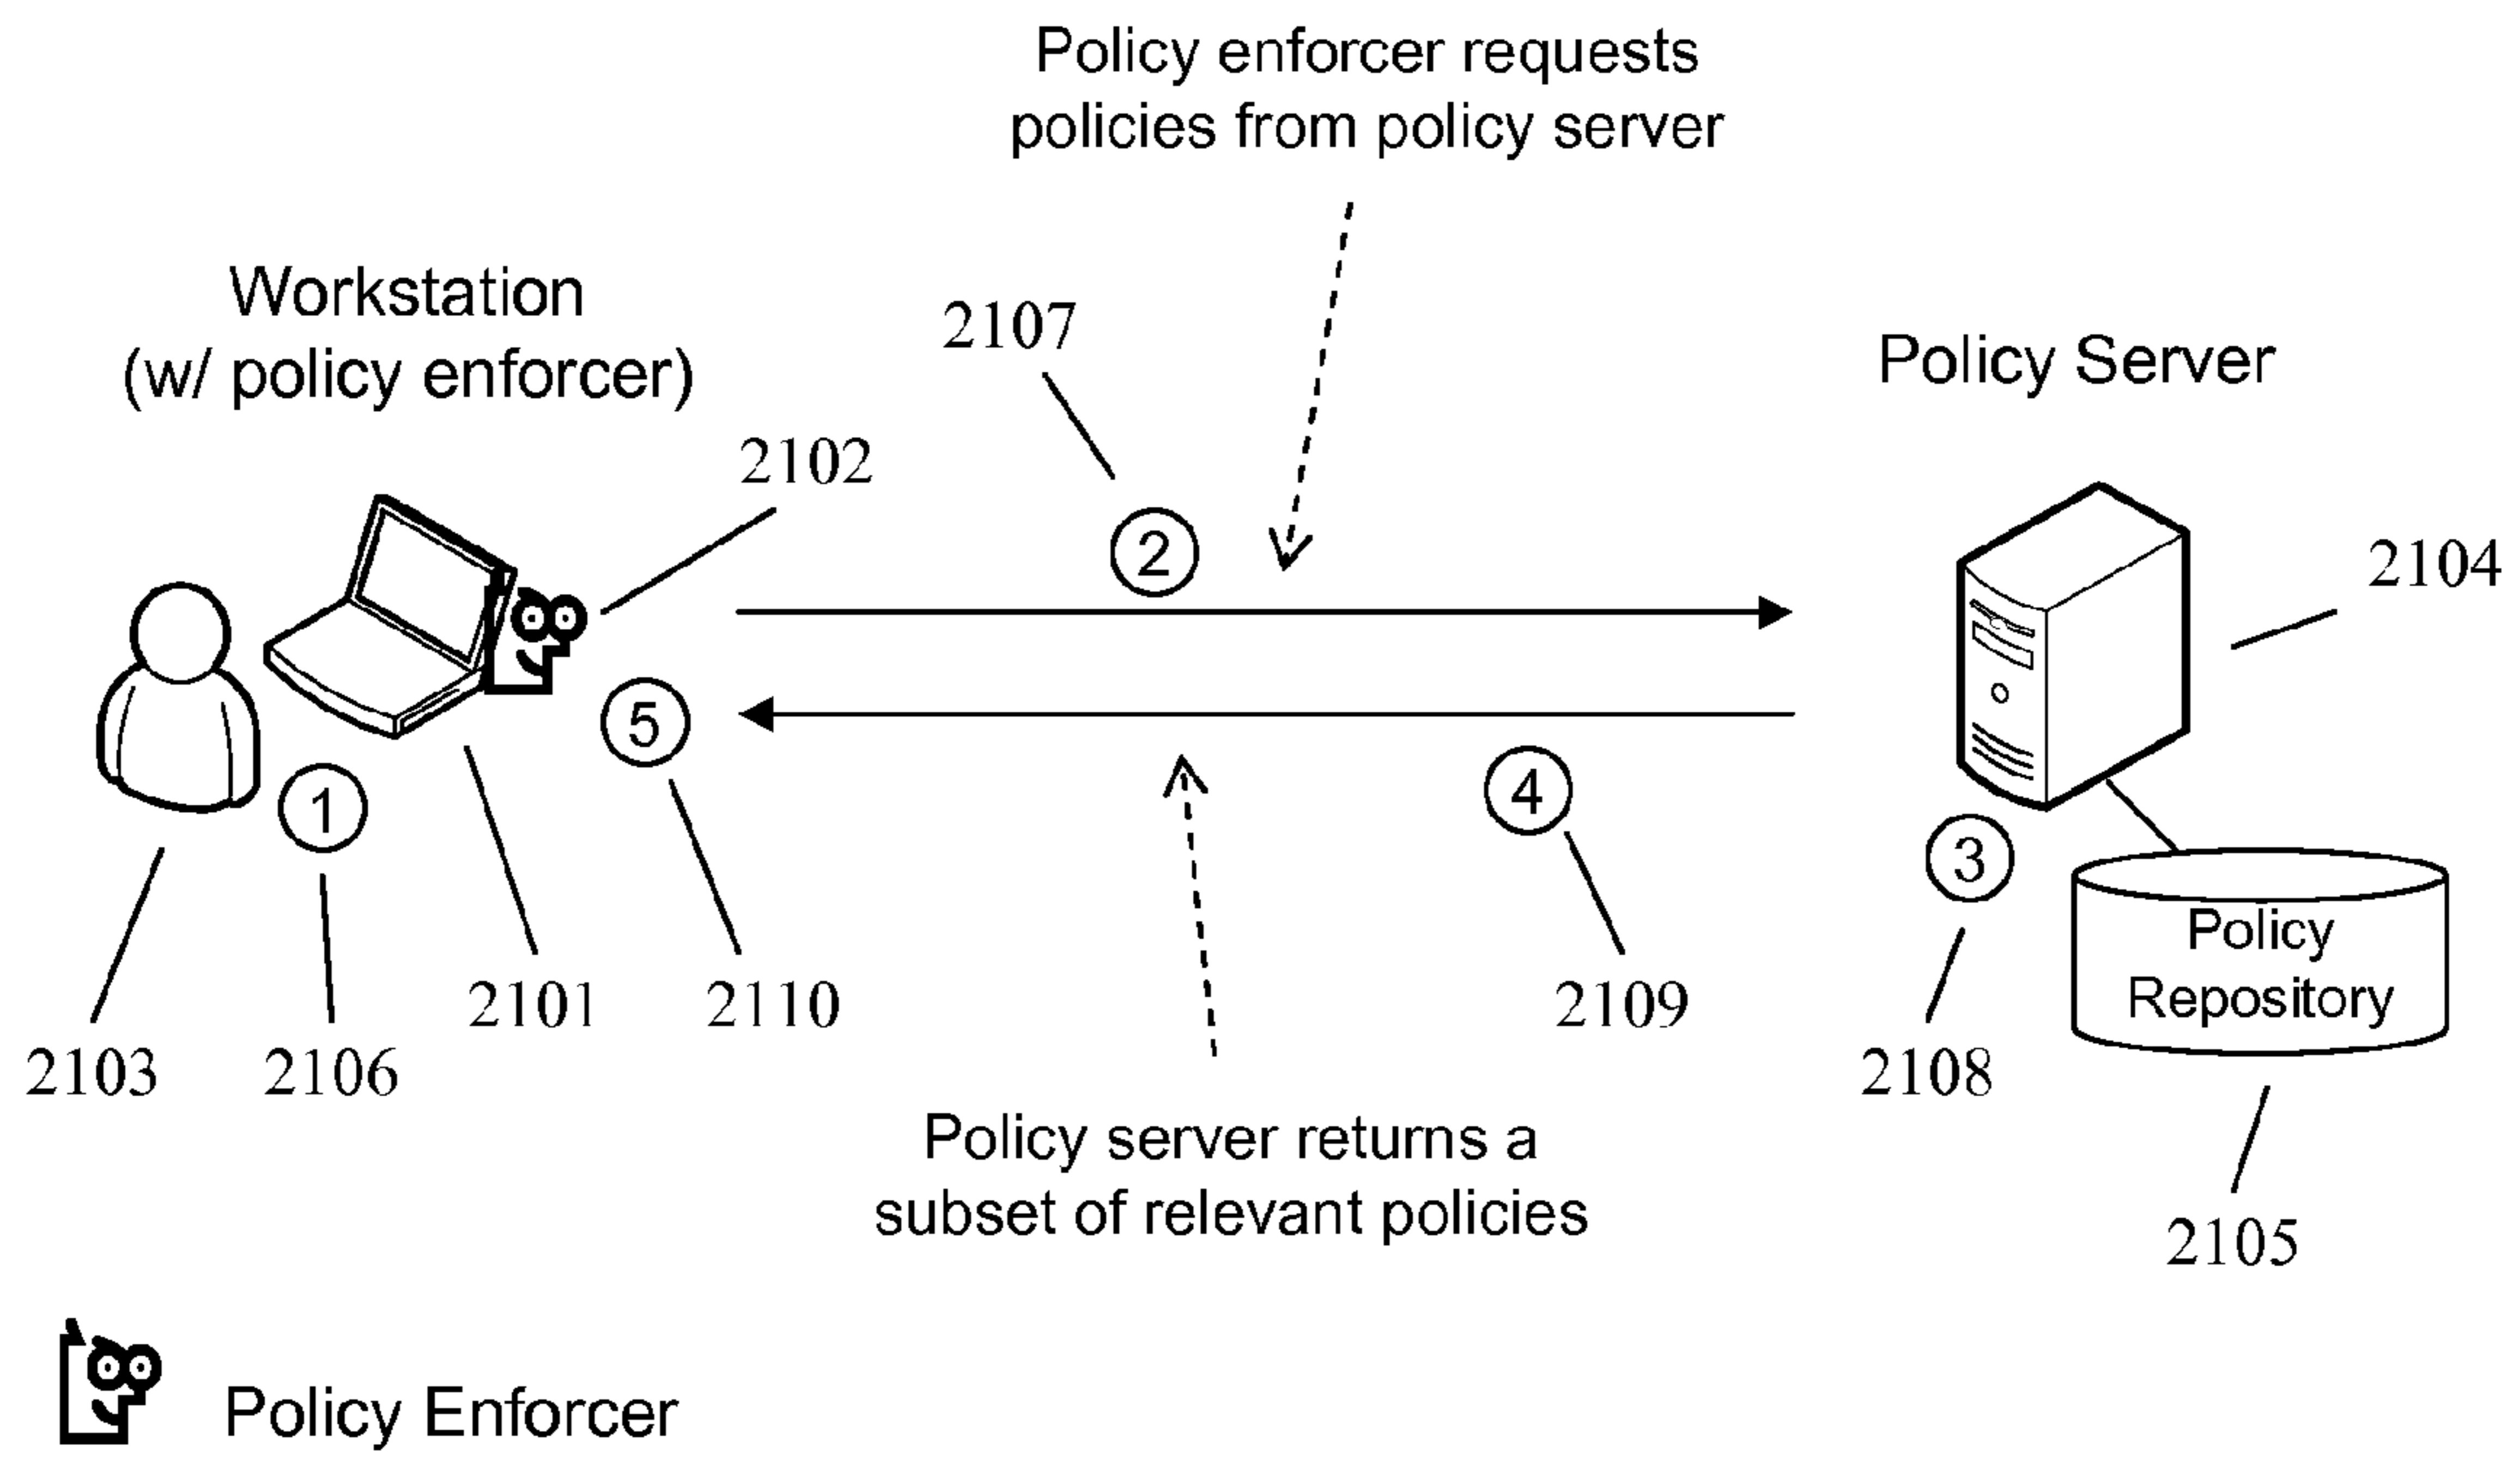 Policy enforcer requests
policies from policy server
Workstation
(w/ policy enforcer)
2107
Policy Server
2102
2
2104
5
1
4
3
Policy
Repository
2101
2110
2109
2103
2106
2108
Policy server returns a
subset of relevant policies
2105
Policy Enforcer